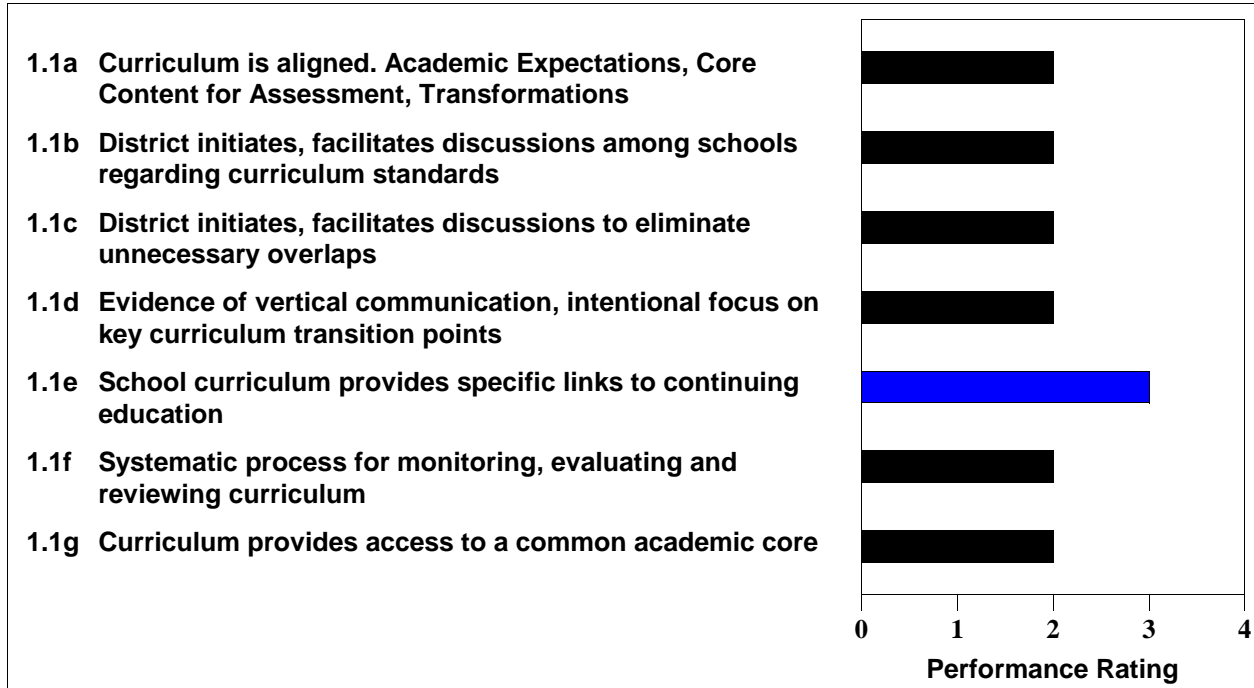 1.1a Curriculum is aligned. Academic Expectations, Core
Content for Assessment, Transformations
1.1b District initiates, facilitates discussions among schools
regarding curriculum standards
1.1c District initiates, facilitates discussions to eliminate
unnecessary overlaps
1.1d Evidence of vertical communication, intentional focus on
key curriculum transition points
1.1e School curriculum provides specific links to continuing
education
1.1f Systematic process for monitoring, evaluating and
reviewing curriculum
1.1g Curriculum provides access to a common academic core
0 1 2 3 4
Performance Rating